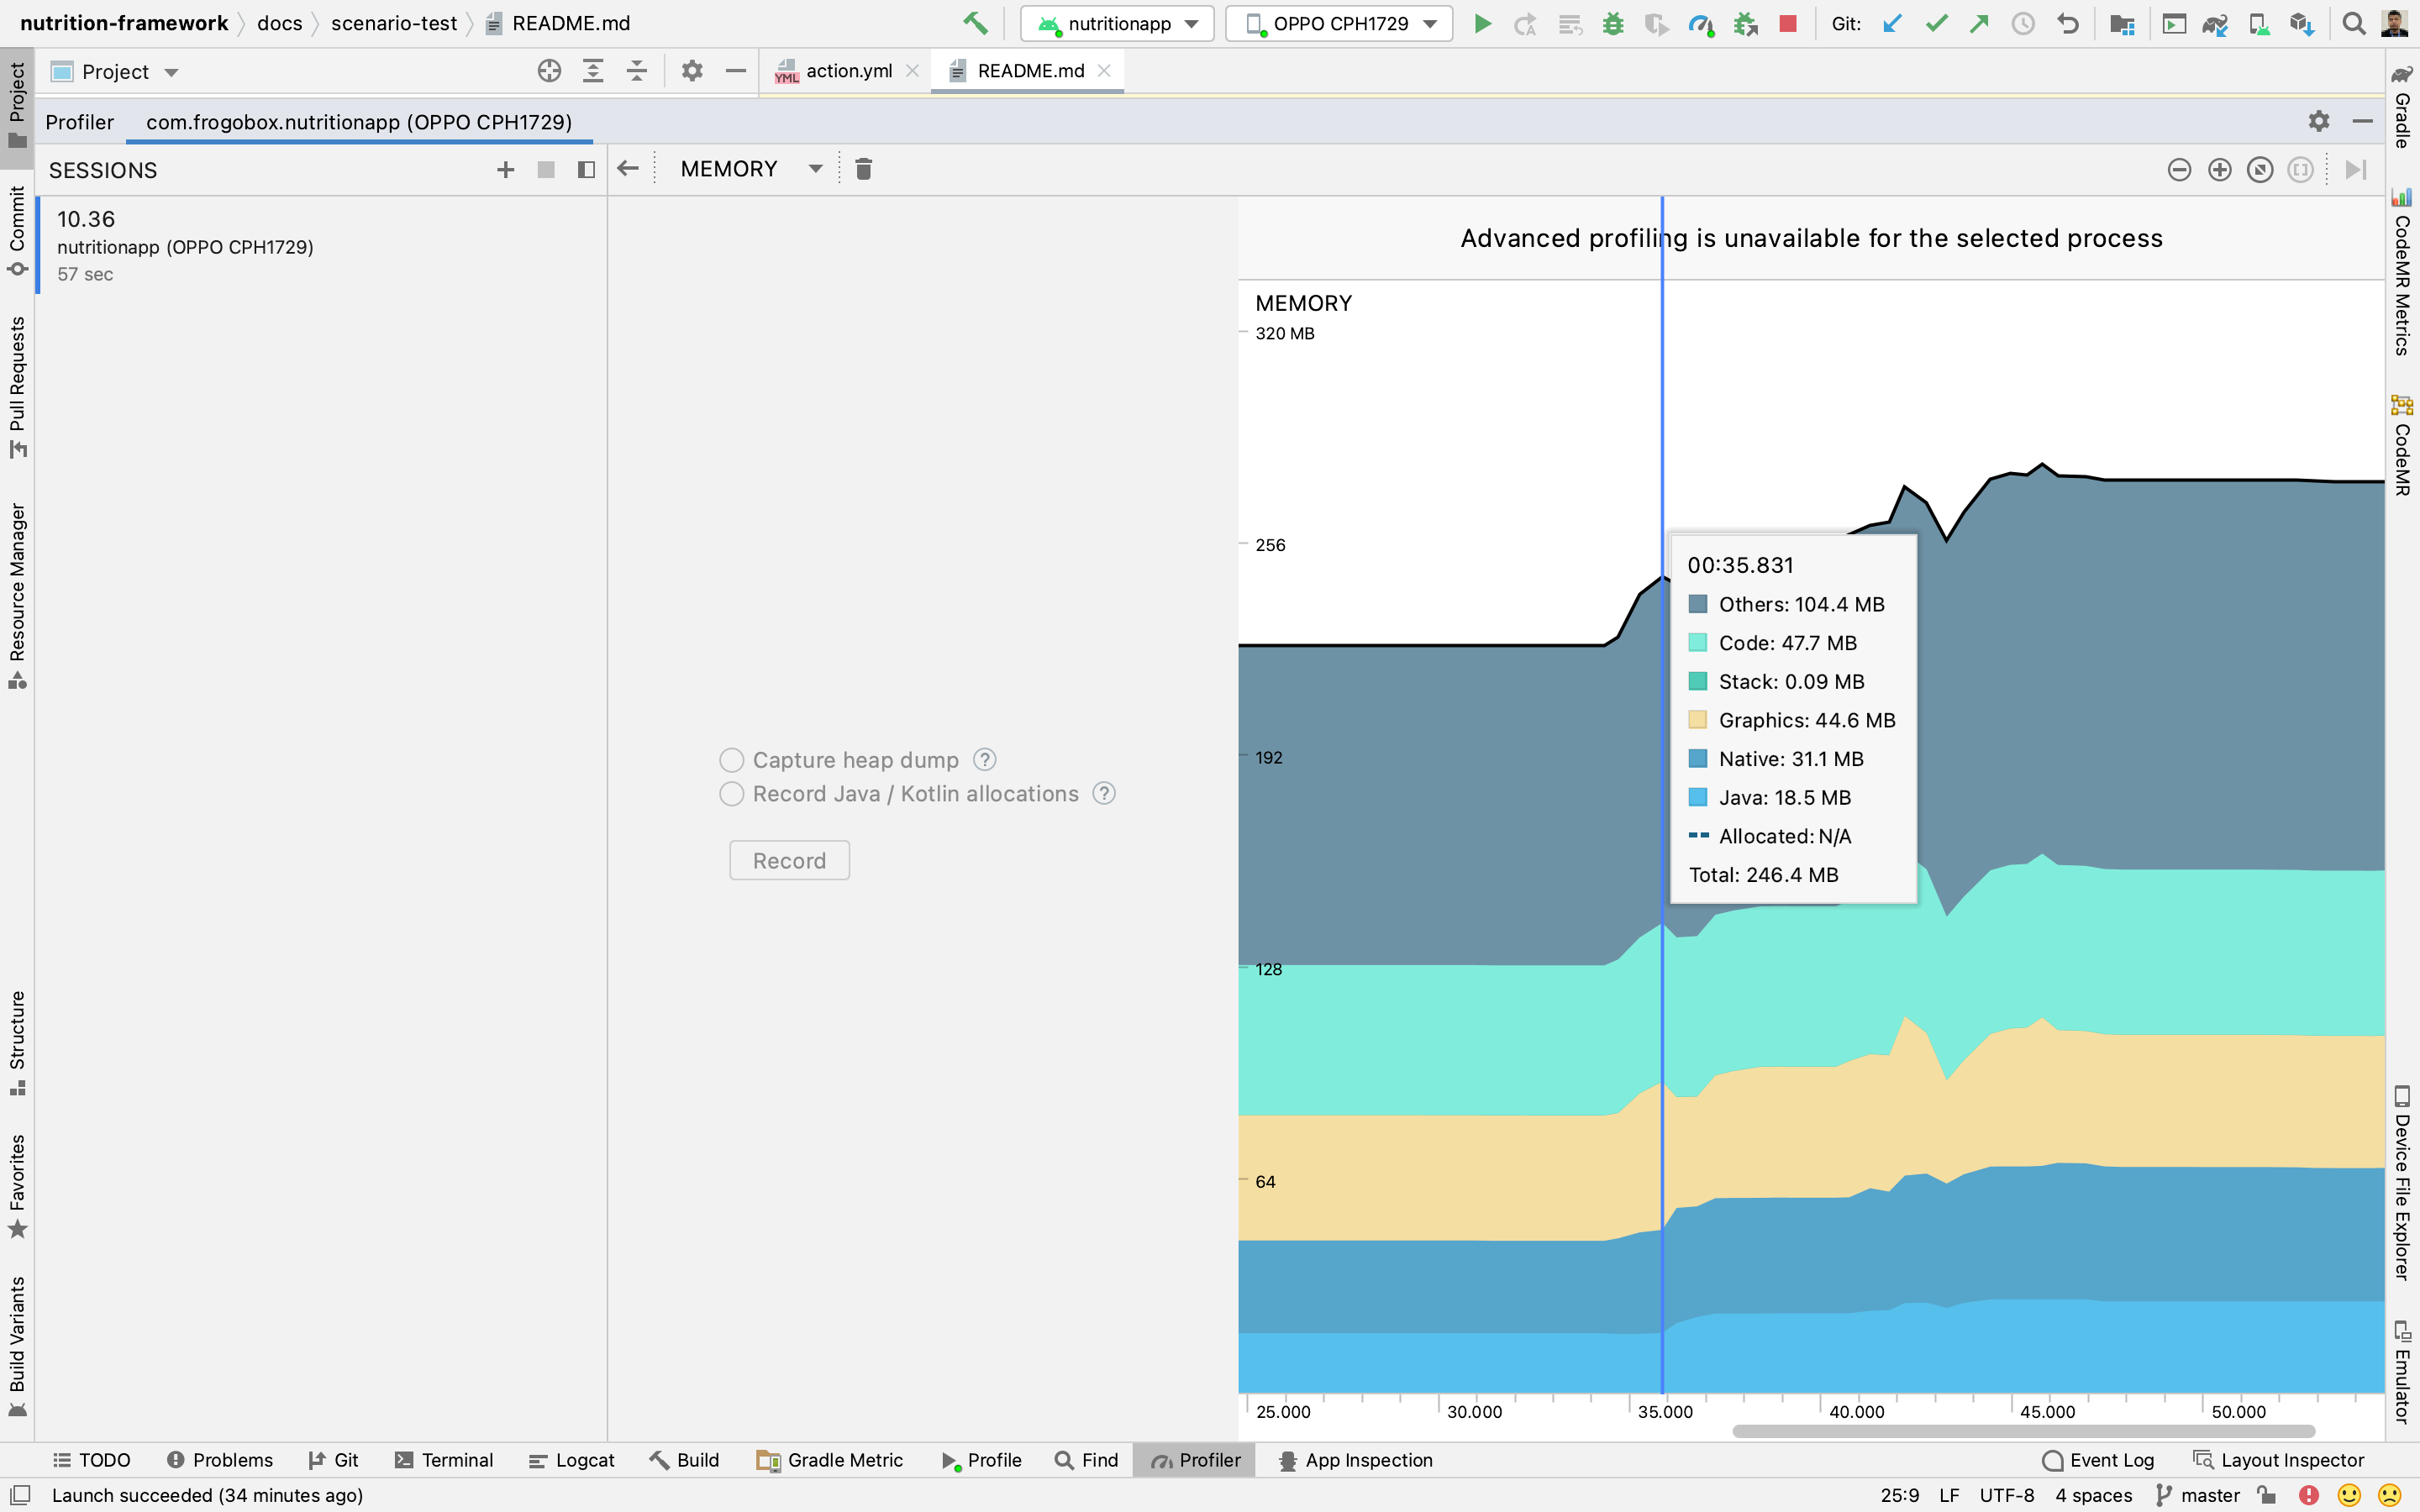 nutrition-framework docs scenario-test README.md
nutritionapp OPPO CPH1729 Git:
Project action.yml README.md
Profiler com.frogobox.nutritionapp (OPPO CPH1729)
SESSIONS MEMORY
10.36
nutritionapp (OPPO CPH1729)
57 sec
Advanced profiling is unavailable for the selected process
MEMORY
320 MB
256
192
128
64
00:35.831
Others: 104.4 MB
Code: 47.7 MB
Stack: 0.09 MB
Graphics: 44.6 MB
Native: 31.1 MB
Java: 18.5 MB
Allocated: N/A
Total: 246.4 MB
Capture heap dump ?
Record Java / Kotlin allocations ?
Record
25.000 30.000 35.000 40.000 45.000 50.000
Project
Commit
Pull Requests
Resource Manager
Structure
Favorites
Build Variants
Gradle
CodeMR Metrics
CodeMR
Device File Explorer
Emulator
TODO Problems Git Terminal Logcat Build Gradle Metric Profile Find Profiler App Inspection Event Log Layout Inspector
Launch succeeded (34 minutes ago) 25:9 LF UTF-8 4 spaces master